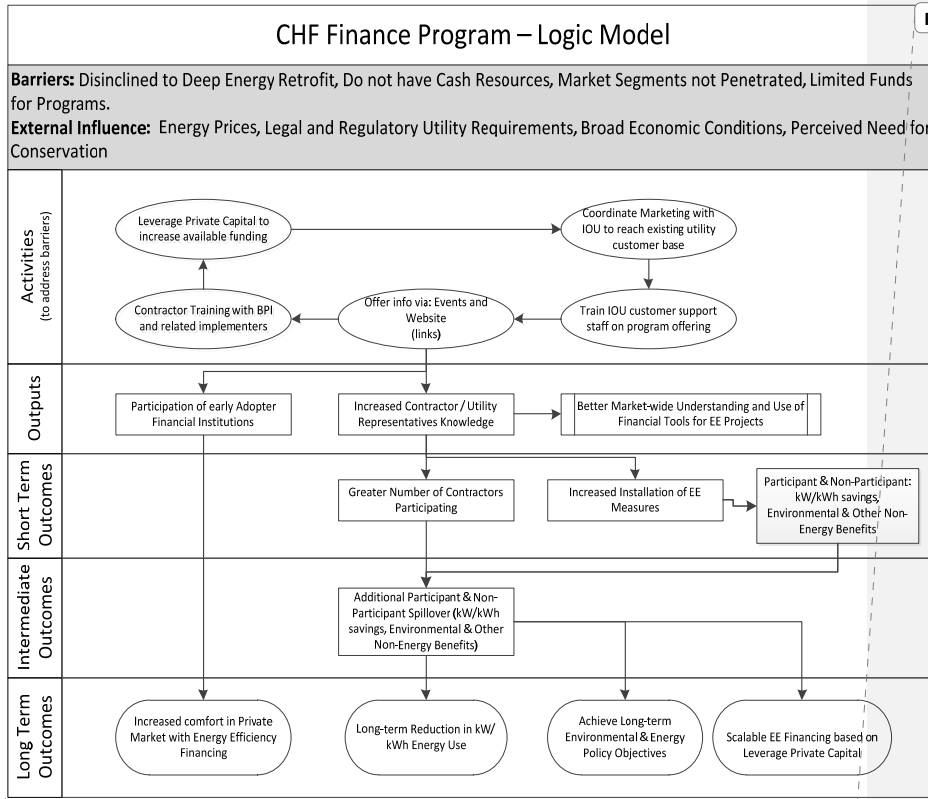 CHF Finance Program – Logic Model
Barriers: Disinclined to Deep Energy Retrofit, Do not have Cash Resources, Market Segments not Penetrated, Limited Funds
for Programs.
External Influence: Energy Prices, Legal and Regulatory Utility Requirements, Broad Economic Conditions, Perceived Need for
Conservation
Activities
(to address barriers)
Leverage Private Capital to
increase available funding
Coordinate Marketing with
IOU to reach existing utility
customer base
Contractor Training with BPI
and related implementers
Offer info via: Events and
Website
(links)
Train IOU customer support
staff on program offering
Outputs
Participation of early Adopter
Financial Institutions
Increased Contractor / Utility
Representatives Knowledge
Better Market-wide Understanding and Use of
Financial Tools for EE Projects
Short Term
Outcomes
Greater Number of Contractors
Participating
Increased Installation of EE
Measures
Participant & Non-Participant:
kW/kWh savings,
Environmental & Other Non-
Energy Benefits
Intermediate
Outcomes
Additional Participant & Non-
Participant Spillover (kW/kWh
savings, Environmental & Other
Non-Energy Benefits)
Long Term
Outcomes
Increased comfort in Private
Market with Energy Efficiency
Financing
Long-term Reduction in kW/
kWh Energy Use
Achieve Long-term
Environmental & Energy
Policy Objectives
Scalable EE Financing based on
Leverage Private Capital